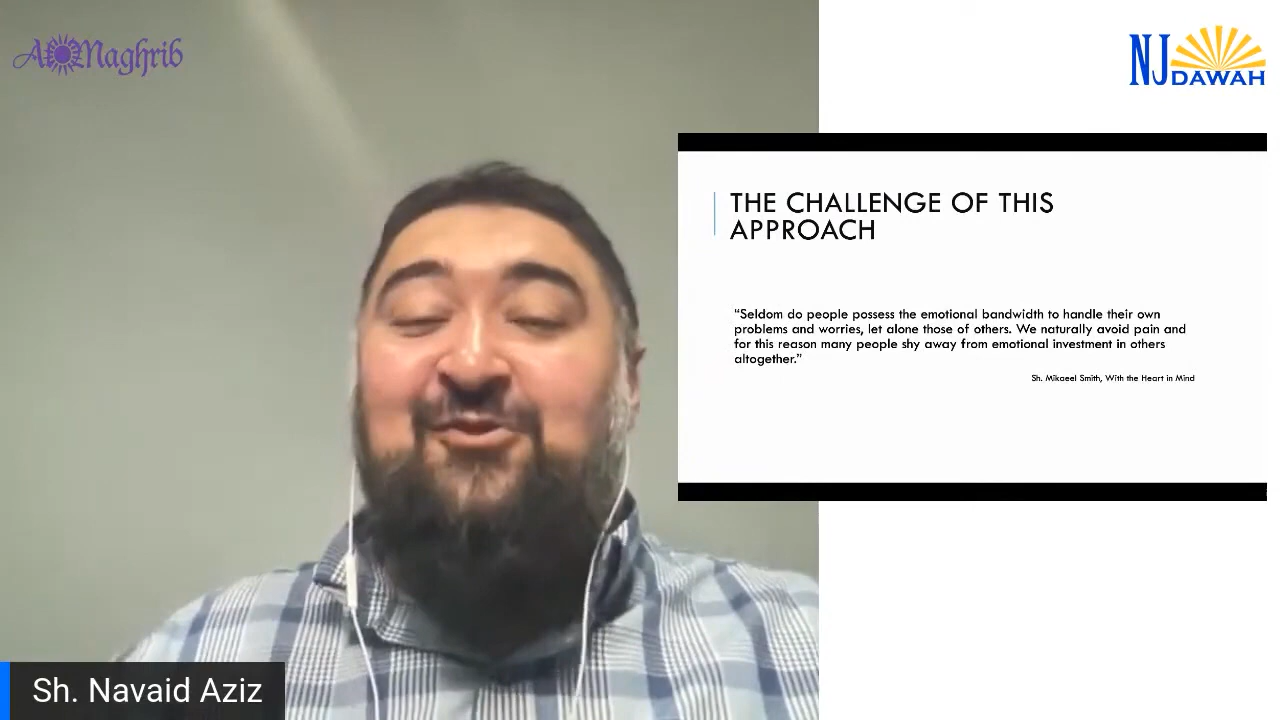 AlMaghrib
NJ
DAWAH
THE CHALLENGE OF THIS
APPROACH
“Seldom do people possess the emotional bandwidth to handle their own
problems and worries, let alone those of others. We naturally avoid pain and
for this reason many people shy away from emotional investment in others
altogether.”
Sh. Mikaeel Smith, With the Heart in Mind
Sh. Navaid Aziz